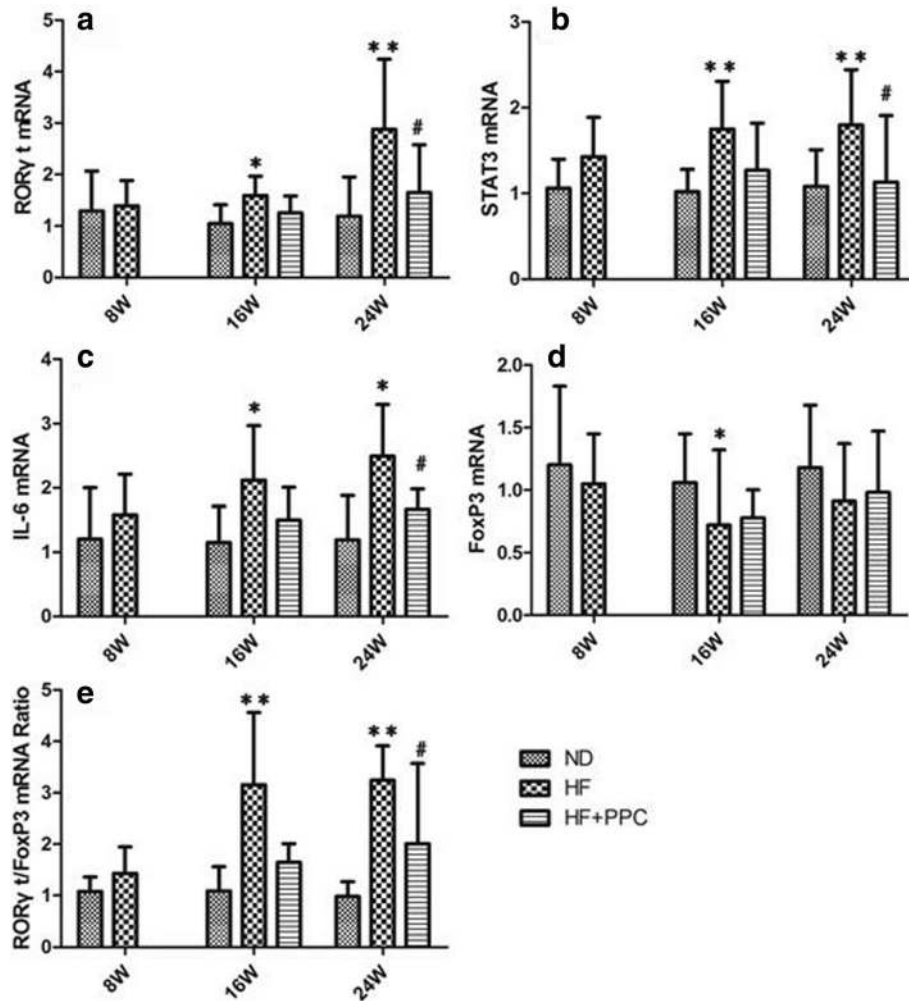 a
RORγ t mRNA
5
4
3
2
1
0
*
* *
#
8W
16W
24W
b
STAT3 mRNA
3
2
1
0
* *
* *
#
8W
16W
24W
c
IL-6 mRNA
4
3
2
1
0
*
*
#
8W
16W
24W
d
FoxP3 mRNA
2.0
1.5
1.0
0.5
0.0
*
8W
16W
24W
e
RORγ t/FoxP3 mRNA Ratio
5
4
3
2
1
0
* *
* *
#
8W
16W
24W
ND
HF
HF+PPC